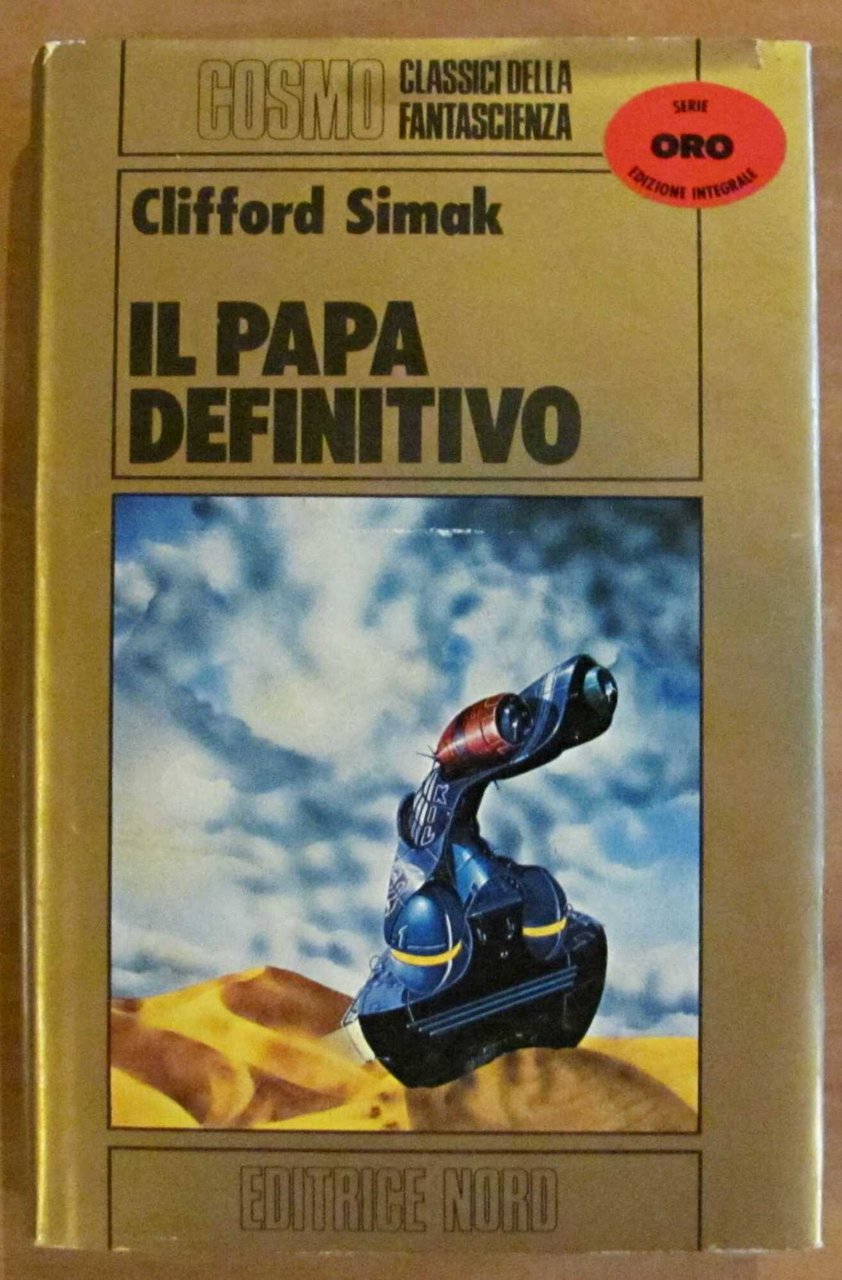 COSMO
CLASSICI DELLA
FANTASCIENZA
SERIE
ORO
EDIZIONE INTEGRALE
Clifford Simak
IL PAPA
DEFINITIVO
EDITRICE NORD